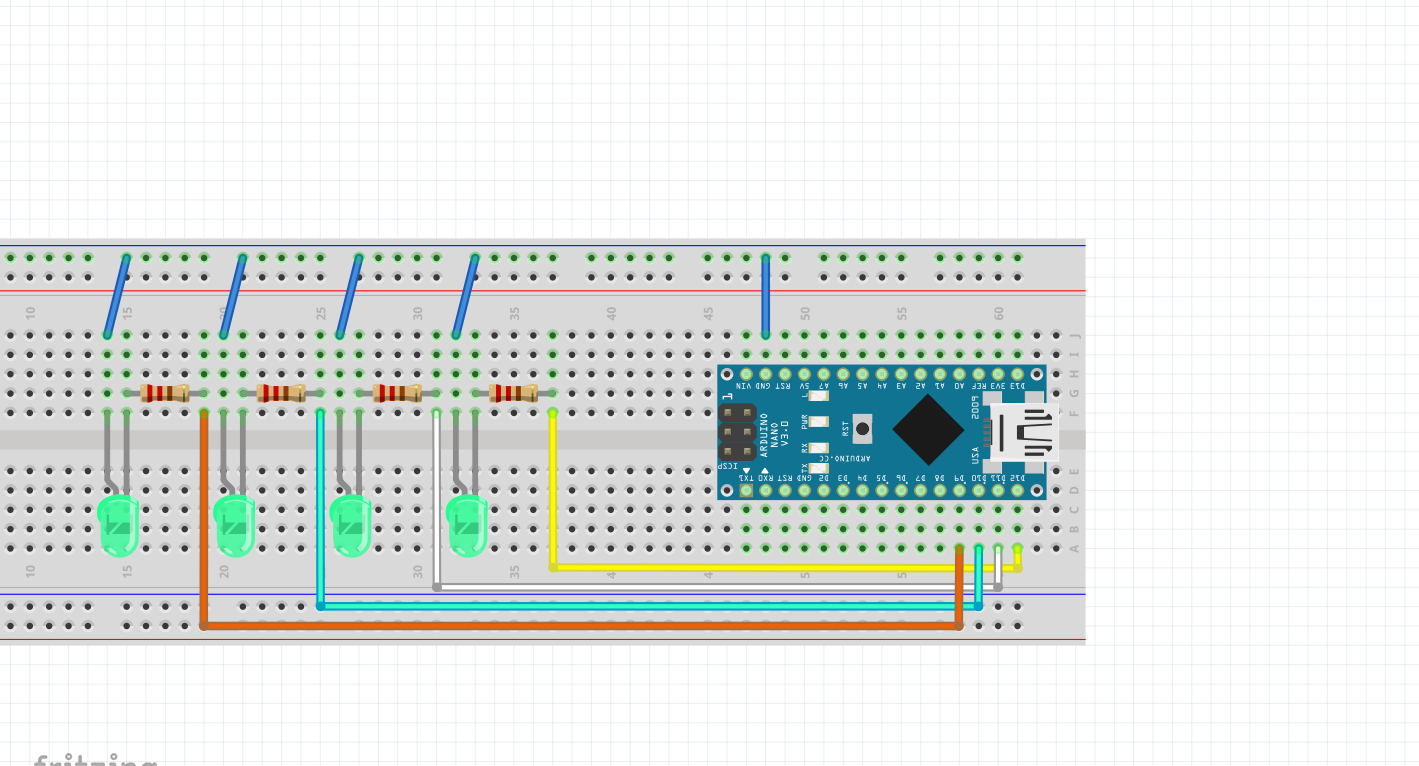 10 15 20 25 30 35 40 45 50 55 60
J
I
H
G
F
VIN GND RST 5V A7 A6 A5 A4 A3 A2 A1 A0 REF 3V3 D13
1
L
PWR
RX
TX
RST
ARDUINO
NANO
V3.0
ICSP
ARDUINO.CC
USA
TX1 RX0 RST GND D2 D3 D4 D5 D6 D7 D8 D9 D10 D11 D12
E
D
C
B
A
10 15 20 30 35 4 4 5 5
fritzing